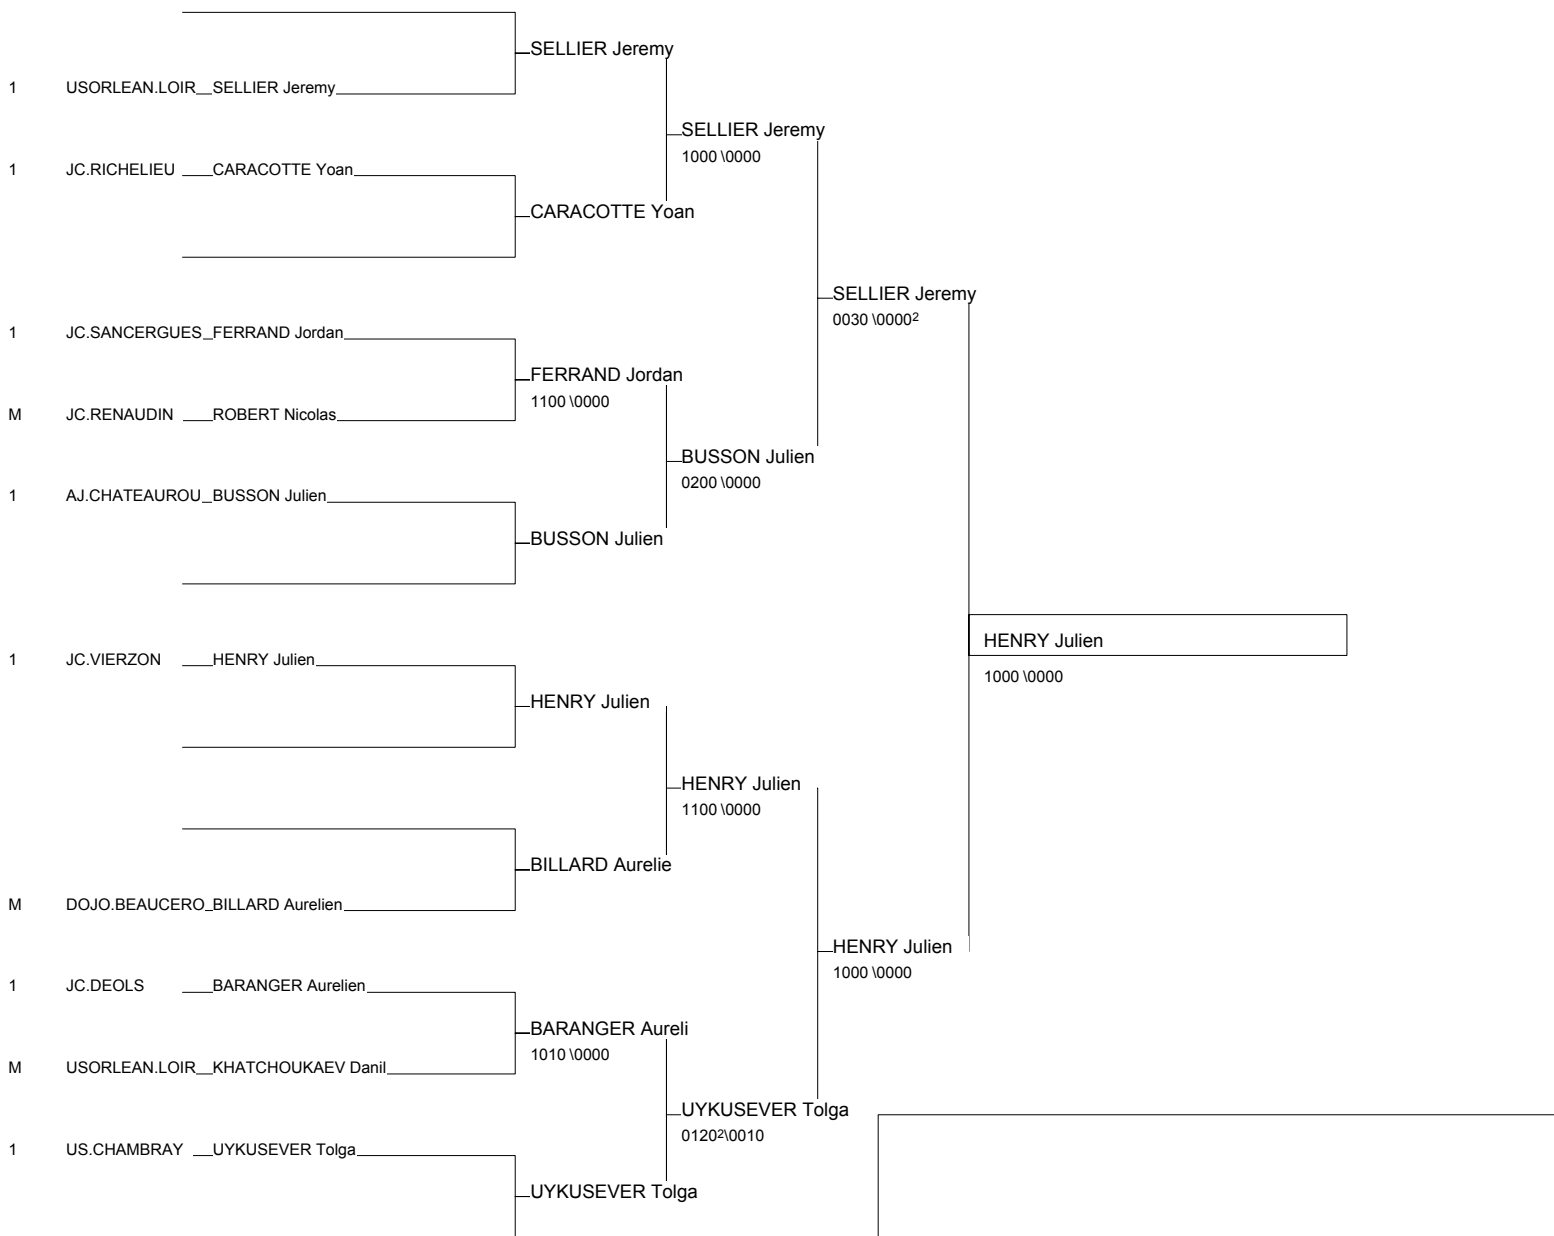 SELLIER Jeremy
1 USORLEAN.LOIR SELLIER Jeremy
SELLIER Jeremy
1000 \0000
1 JC.RICHELIEU CARACOTTE Yoan
CARACOTTE Yoan
SELLIER Jeremy
0030 \0000²
1 JC.SANCERGUES FERRAND Jordan
FERRAND Jordan
1100 \0000
M JC.RENAUDIN ROBERT Nicolas
BUSSON Julien
0200 \0000
1 AJ.CHATEAUROU BUSSON Julien
BUSSON Julien
HENRY Julien
1000 \0000
1 JC.VIERZON HENRY Julien
HENRY Julien
HENRY Julien
1100 \0000
BILLARD Aurelie
M DOJO.BEAUCERO BILLARD Aurelien
HENRY Julien
1000 \0000
1 JC.DEOLS BARANGER Aurelien
BARANGER Aureli
1010 \0000
M USORLEAN.LOIR KHATCHOUKAEV Danil
UYKUSEVER Tolga
0120²\0010
1 US.CHAMBRAY UYKUSEVER Tolga
UYKUSEVER Tolga